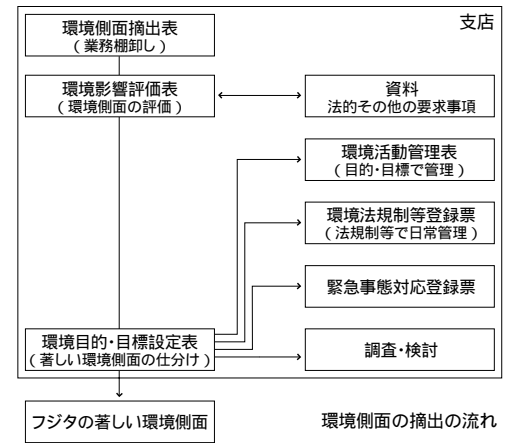 支店
環境側面摘出表
(業務棚卸し)
環境影響評価表
(環境側面の評価)
資料
法的その他の要求事項
環境活動管理表
(目的・目標で管理)
環境法規制等登録票
(法規制等で日常管理)
緊急事態対応登録票
環境目的・目標設定表
(著しい環境側面の仕分け)
調査・検討
フジタの著しい環境側面
環境側面の摘出の流れ